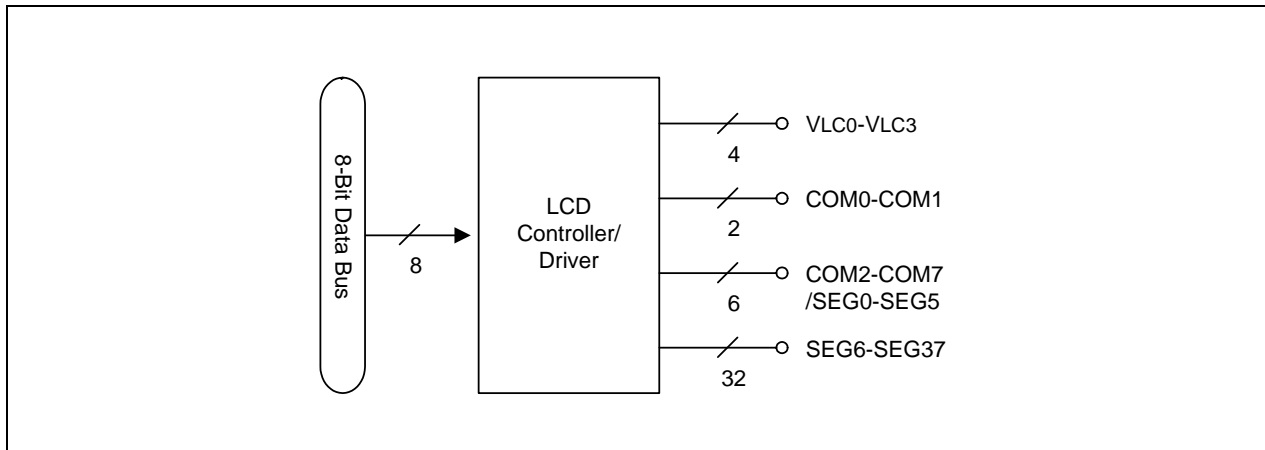 8-Bit Data Bus
8
LCD
Controller/
Driver
VLC0-VLC3
4
COM0-COM1
2
COM2-COM7
/SEG0-SEG5
6
SEG6-SEG37
32